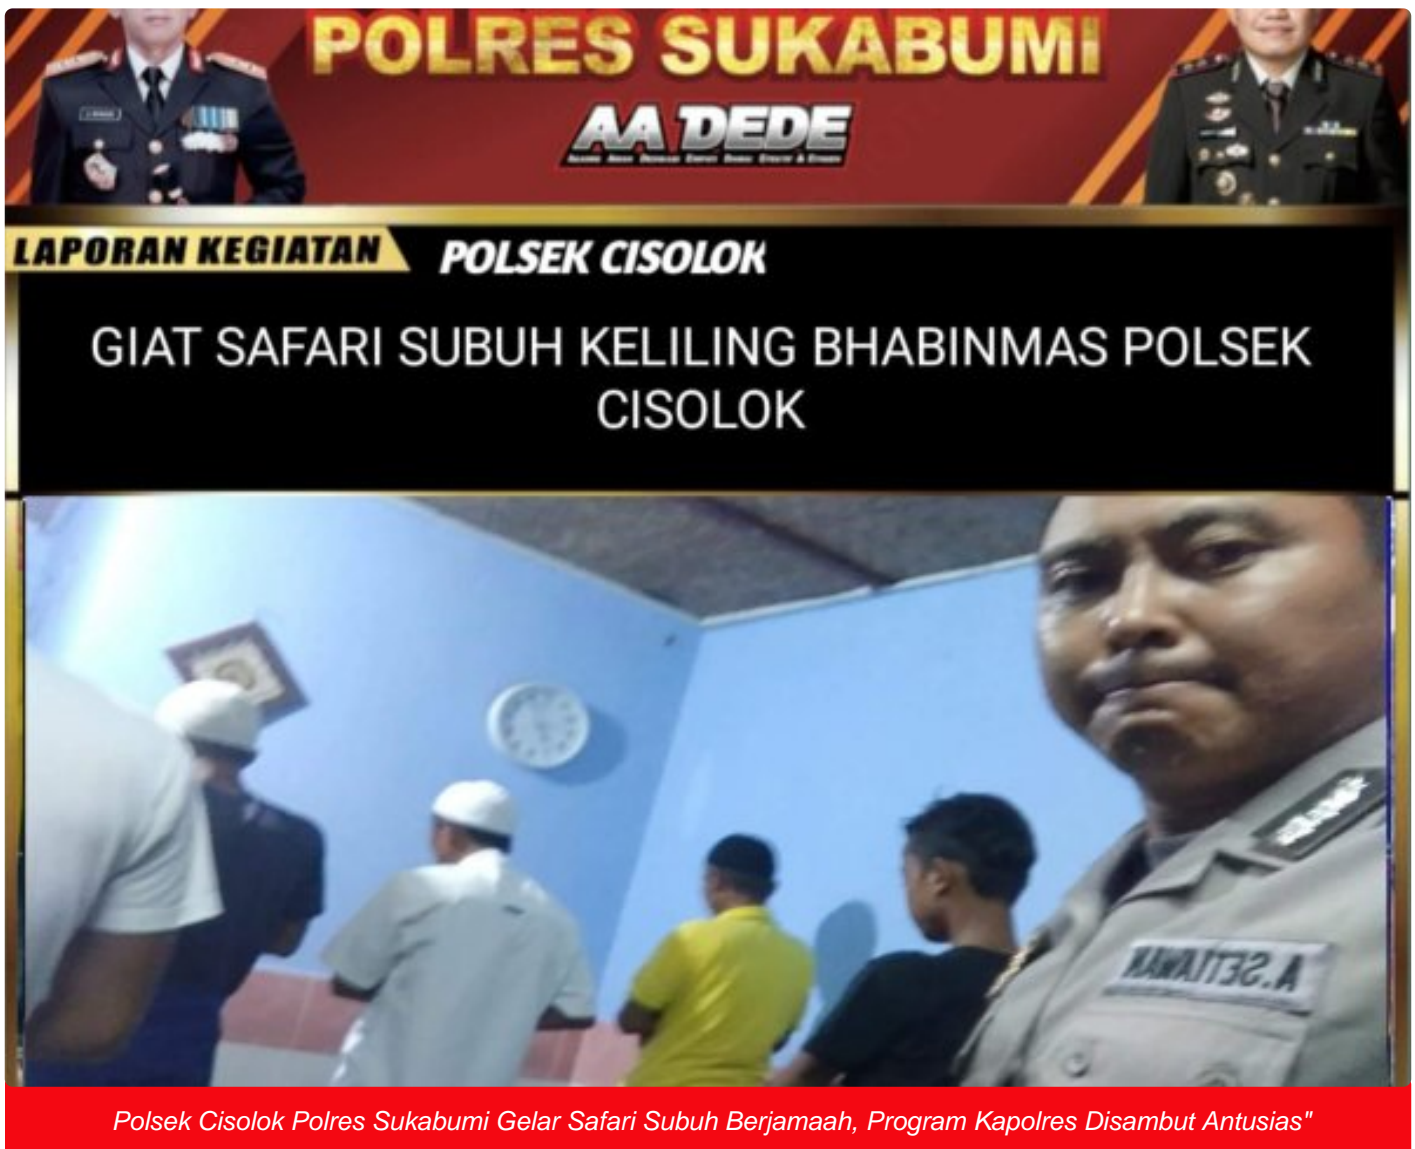 POLRES SUKABUMI
AA DEDE
LAPORAN KEGIATAN
POLSEK CISOLOK
GIAT SAFARI SUBUH KELILING BHABINMAS POLSEK
CISOLOK
A.SETIAWAN
Polsek Cisolok Polres Sukabumi Gelar Safari Subuh Berjamaah, Program Kapolres Disambut Antusias"